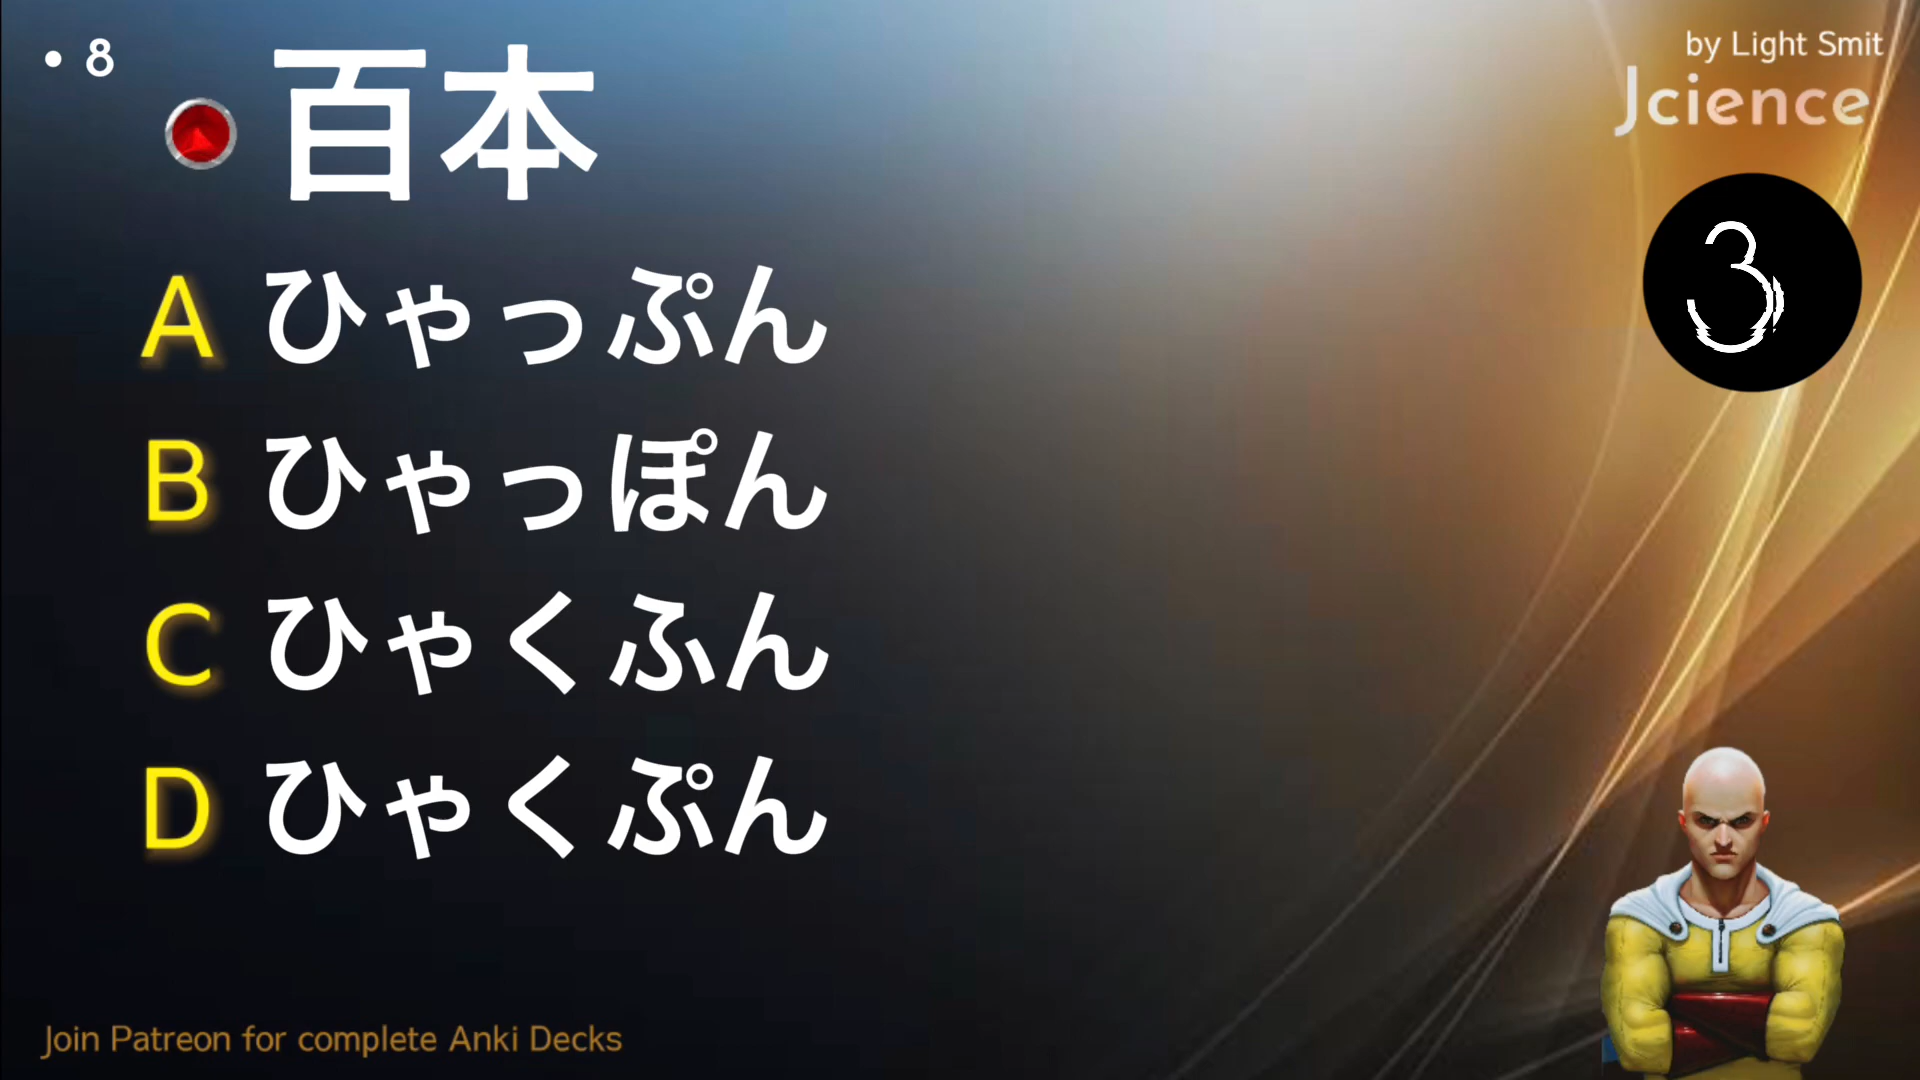 • 8
百本
by Light Smit
Jcience
3
A ひゃっぷん
B ひゃっぽん
C ひゃくふん
D ひゃくぷん
Join Patreon for complete Anki Decks